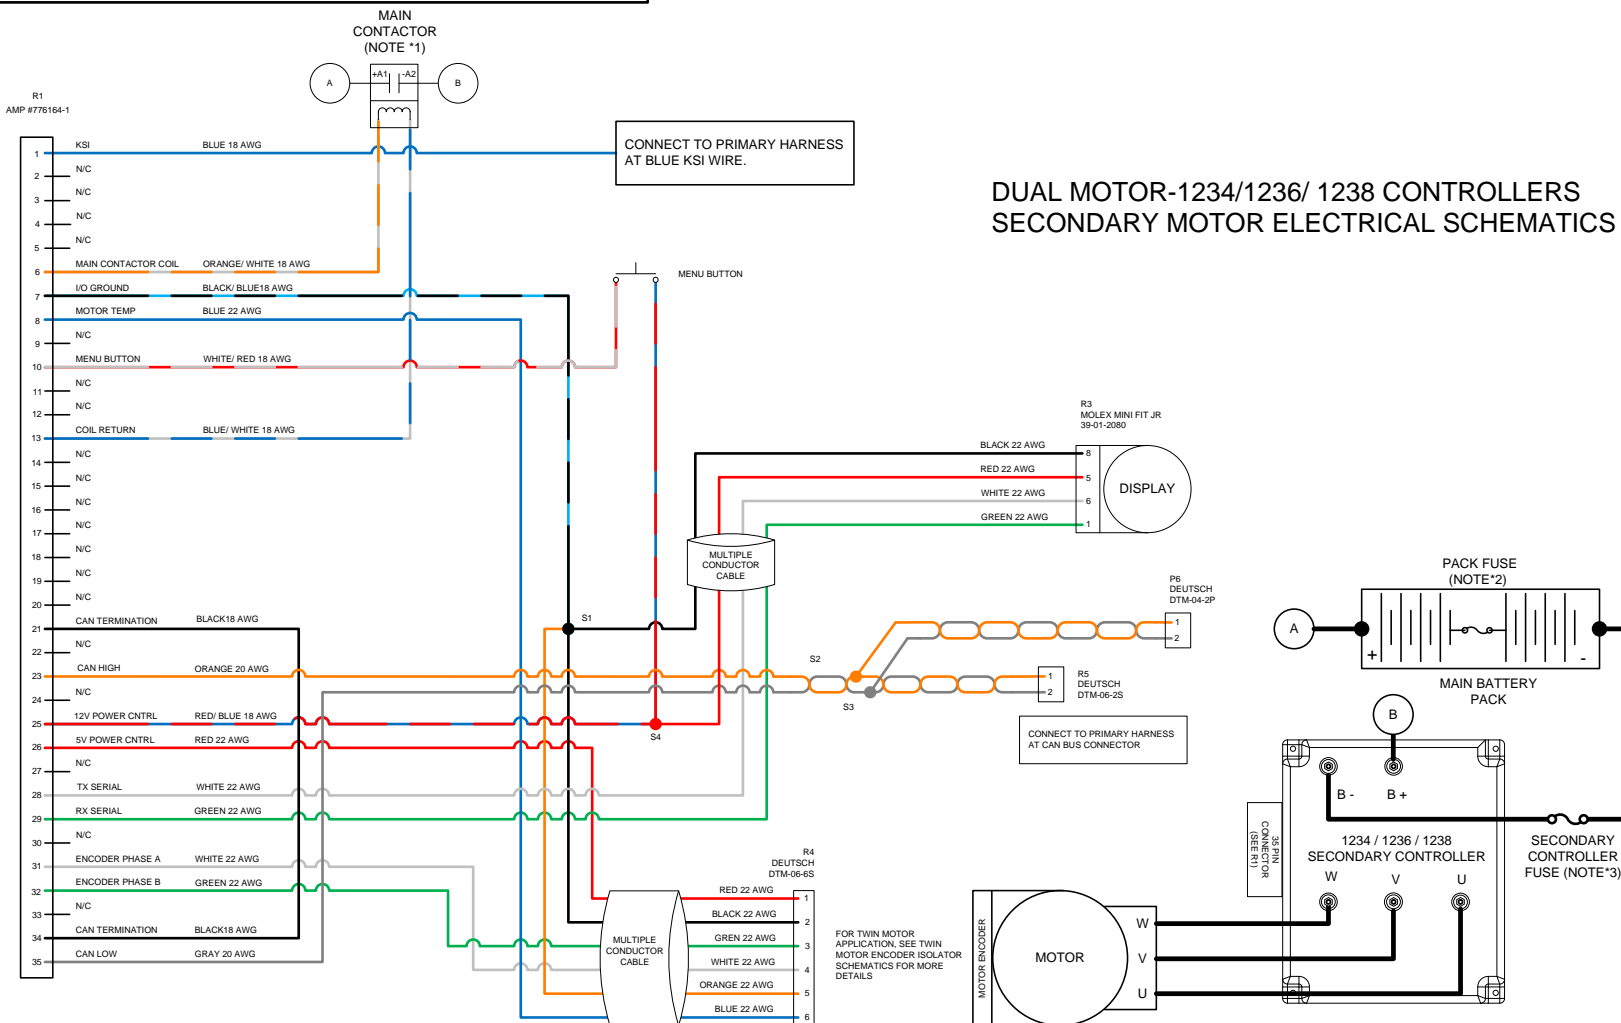 MAIN
CONTACTOR
(NOTE *1)
A
+A1
-A2
B
R1
AMP #776164-1
1 KSI BLUE 18 AWG
2 N/C
3 N/C
4 N/C
5 N/C
6 MAIN CONTACTOR COIL ORANGE/ WHITE 18 AWG
7 I/O GROUND BLACK/ BLUE18 AWG
8 MOTOR TEMP BLUE 22 AWG
9 N/C
10 MENU BUTTON WHITE/ RED 18 AWG
11 N/C
12 N/C
13 COIL RETURN BLUE/ WHITE 18 AWG
14 N/C
15 N/C
16 N/C
17 N/C
18 N/C
19 N/C
20 N/C
21 CAN TERMINATION BLACK18 AWG
22 N/C
23 CAN HIGH ORANGE 20 AWG
24 N/C
25 12V POWER CNTRL RED/ BLUE 18 AWG
26 5V POWER CNTRL RED 22 AWG
27 N/C
28 TX SERIAL WHITE 22 AWG
29 RX SERIAL GREEN 22 AWG
30 N/C
31 ENCODER PHASE A WHITE 22 AWG
32 ENCODER PHASE B GREEN 22 AWG
33 N/C
34 CAN TERMINATION BLACK18 AWG
35 CAN LOW GRAY 20 AWG
CONNECT TO PRIMARY HARNESS
AT BLUE KSI WIRE.
DUAL MOTOR-1234/1236/ 1238 CONTROLLERS
SECONDARY MOTOR ELECTRICAL SCHEMATICS
MENU BUTTON
R3
MOLEX MINI FIT JR
39-01-2080
BLACK 22 AWG 8
RED 22 AWG 5
WHITE 22 AWG 6
GREEN 22 AWG 1
DISPLAY
MULTIPLE
CONDUCTOR
CABLE
S1
S2
S3
S4
P6
DEUTSCH
DTM-04-2P
1
2
R5
DEUTSCH
DTM-06-2S
1
2
CONNECT TO PRIMARY HARNESS
AT CAN BUS CONNECTOR
PACK FUSE
(NOTE*2)
A
+
-
MAIN BATTERY
PACK
B
B -
B +
35 PIN
CONNECTOR
(SEE R1)
1234 / 1236 / 1238
SECONDARY CONTROLLER
W
V
U
SECONDARY
CONTROLLER
FUSE (NOTE*3)
R4
DEUTSCH
DTM-06-6S
MULTIPLE
CONDUCTOR
CABLE
RED 22 AWG 1
BLACK 22 AWG 2
GREN 22 AWG 3
WHITE 22 AWG 4
ORANGE 22 AWG 5
BLUE 22 AWG 6
FOR TWIN MOTOR
APPLICATION, SEE TWIN
MOTOR ENCODER ISOLATOR
SCHEMATICS FOR MORE
DETAILS
MOTOR ENCODER
MOTOR
W
V
U